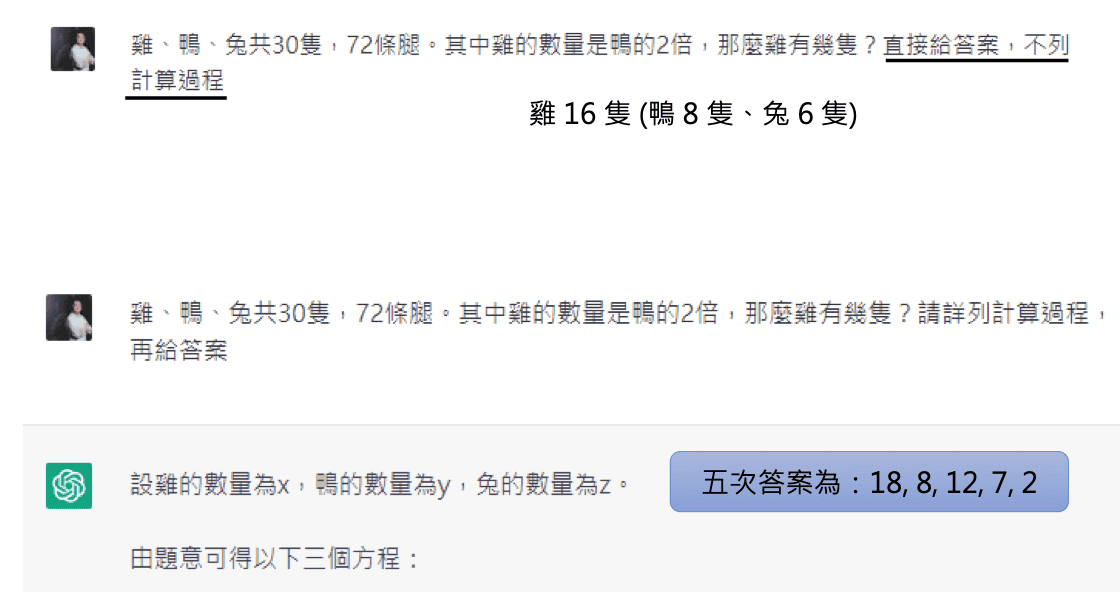 雞、鴨、兔共30隻，72條腿。其中雞的數量是鴨的2倍，那麼雞有幾隻？直接給答案，不列
計算過程
雞 16 隻 (鴨 8 隻、兔 6 隻)
雞、鴨、兔共30隻，72條腿。其中雞的數量是鴨的2倍，那麼雞有幾隻？請詳列計算過程，
再給答案
設雞的數量為x，鴨的數量為y，兔的數量為z。
五次答案為：18, 8, 12, 7, 2
由題意可得以下三個方程：